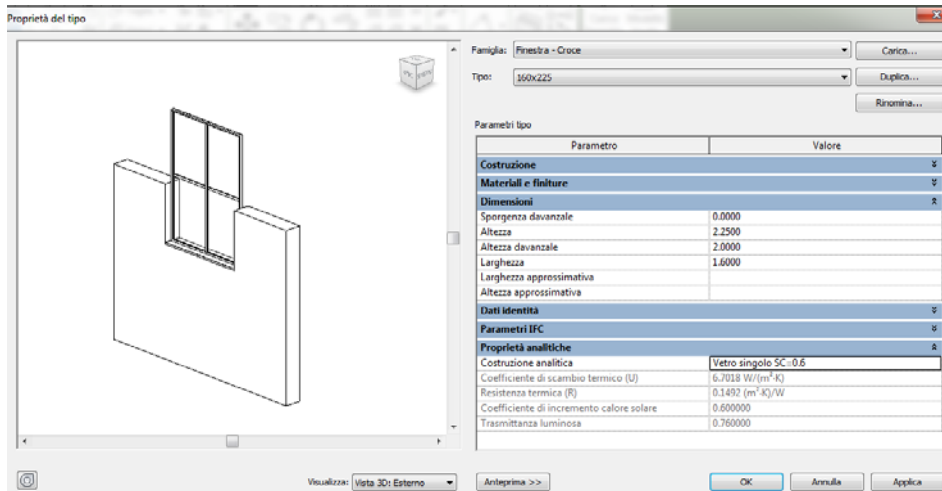 Proprietà del tipo
Famiglia: Finestra - Croce Carica...
Tipo: 160x225 Duplica...
Rinomina...
Parametri tipo
Parametro Valore
Costruzione
Materiali e finiture
Dimensioni
Sporgenza davanzale 0.0000
Altezza 2.2500
Altezza davanzale 2.0000
Larghezza 1.6000
Larghezza approssimativa
Altezza approssimativa
Dati identità
Parametri IFC
Proprietà analitiche
Costruzione analitica Vetro singolo SC=0.6
Coefficiente di scambio termico (U) 6.7018 W/(m²·K)
Resistenza termica (R) 0.1492 (m²·K)/W
Coefficiente di incremento calore solare 0.600000
Trasmittanza luminosa 0.760000
Visualizza: Vista 3D: Esterno Anteprima >> OK Annulla Applica